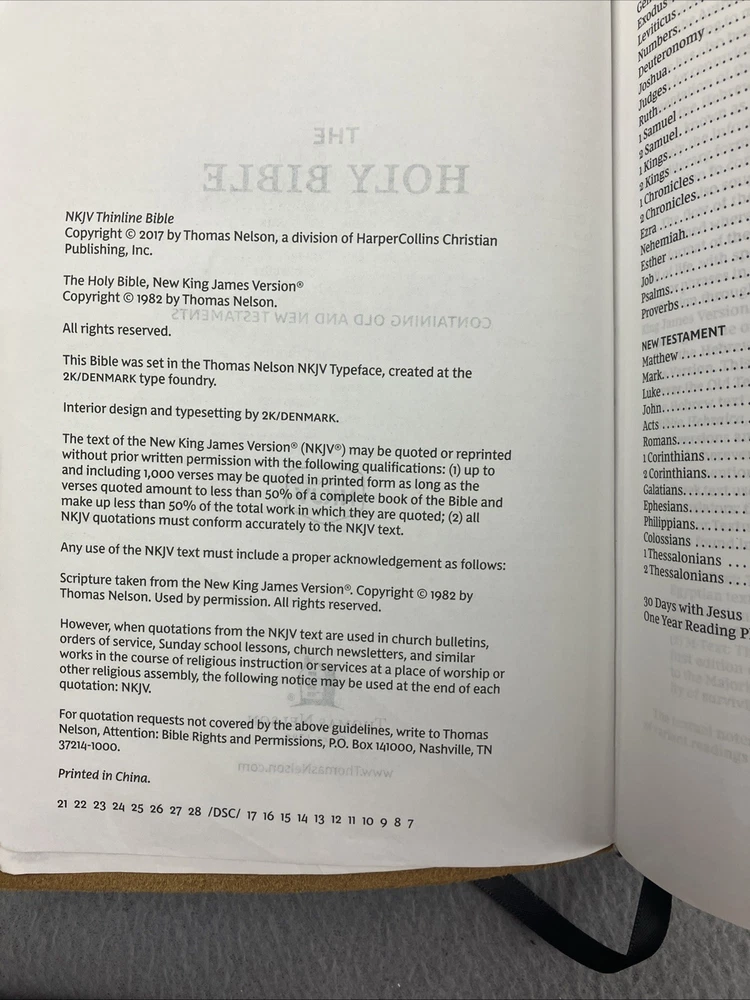 THE
HOLY BIBLE
NKJV Thinline Bible
Copyright © 2017 by Thomas Nelson, a division of HarperCollins Christian
Publishing, Inc.
The Holy Bible, New King James Version®
Copyright © 1982 by Thomas Nelson.
CONTAINING OLD AND NEW TESTAMENTS
All rights reserved.
This Bible was set in the Thomas Nelson NKJV Typeface, created at the
2K/DENMARK type foundry.
Interior design and typesetting by 2K/DENMARK.
The text of the New King James Version® (NKJV®) may be quoted or reprinted
without prior written permission with the following qualifications: (1) up to
and including 1,000 verses may be quoted in printed form as long as the
verses quoted amount to less than 50% of a complete book of the Bible and
make up less than 50% of the total work in which they are quoted; (2) all
NKJV quotations must conform accurately to the NKJV text.
Any use of the NKJV text must include a proper acknowledgement as follows:
Scripture taken from the New King James Version®. Copyright © 1982 by
Thomas Nelson. Used by permission. All rights reserved.
However, when quotations from the NKJV text are used in church bulletins,
orders of service, Sunday school lessons, church newsletters, and similar
works in the course of religious instruction or services at a place of worship or
other religious assembly, the following notice may be used at the end of each
quotation: NKJV.
For quotation requests not covered by the above guidelines, write to Thomas
Nelson, Attention: Bible Rights and Permissions, P.O. Box 141000, Nashville, TN
37214-1000.
www.ThomasNelson.com
Printed in China.
21 22 23 24 25 26 27 28 /DSC/ 17 16 15 14 13 12 11 10 9 8 7
Exodus
Leviticus
Numbers
Deuteronomy
Joshua
Judges
Ruth
1 Samuel
2 Samuel
1 Kings
2 Kings
1 Chronicles
2 Chronicles
Ezra
Nehemiah
Esther
Job
Psalms
Proverbs
NEW TESTAMENT
Matthew
Mark
Luke
John
Acts
Romans
1 Corinthians
2 Corinthians
Galatians
Ephesians
Philippians
Colossians
1 Thessalonians
2 Thessalonians
30 Days with Jesus
One Year Reading